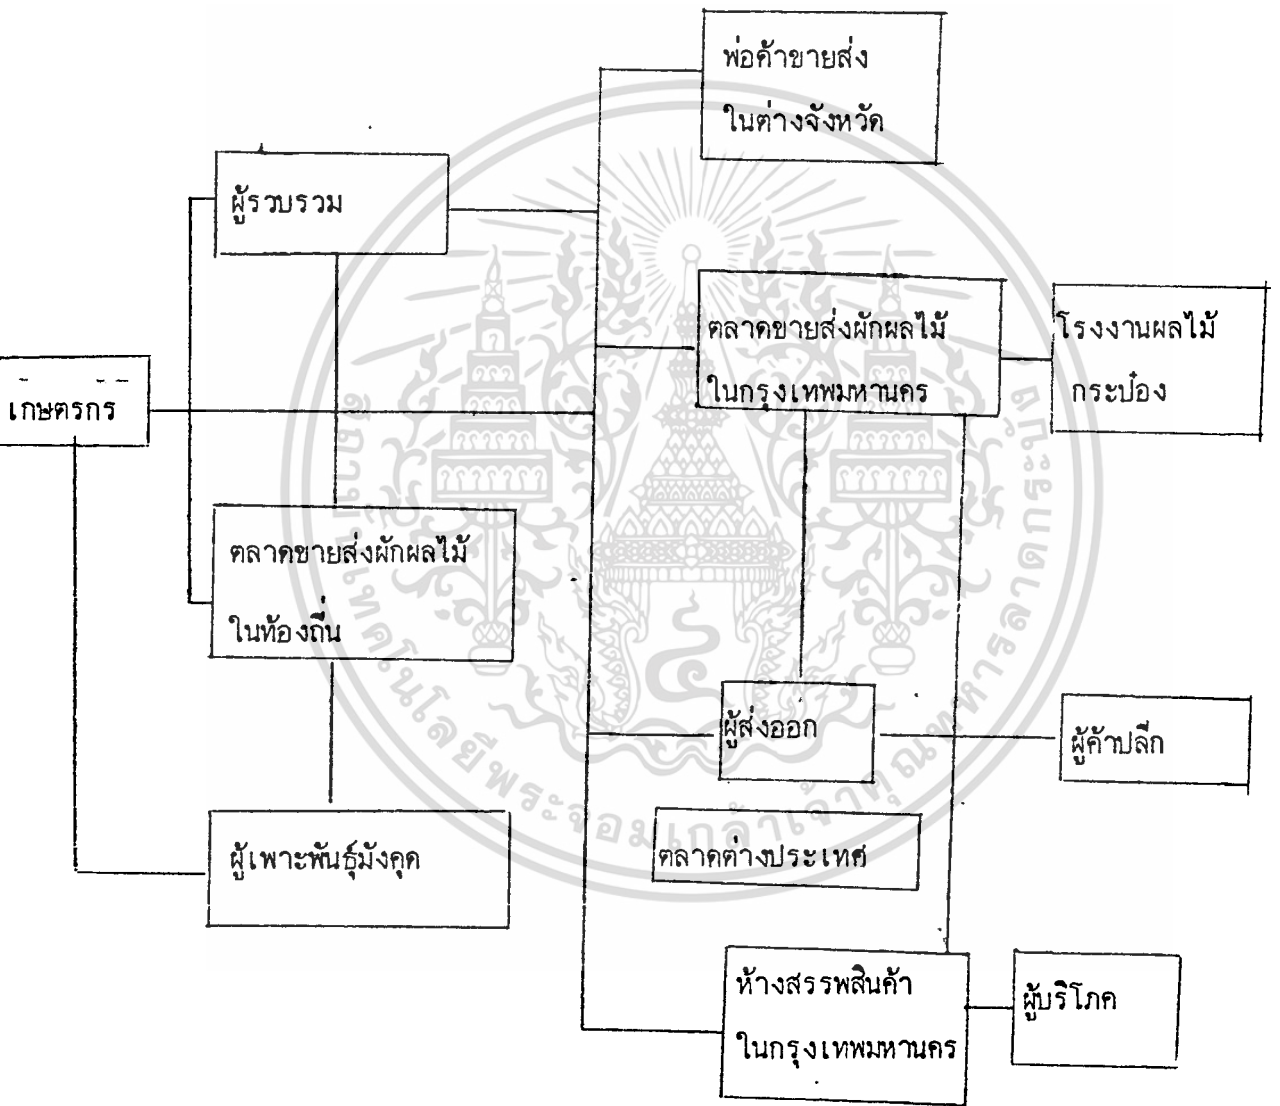 พ่อค้าขายส่ง
ในต่างจังหวัด
ผู้รวบรวม
ตลาดขายส่งผักผลไม้
ในกรุงเทพมหานคร
โรงงานผลไม้
กระป๋อง
เกษตรกร
ตลาดขายส่งผักผลไม้
ในท้องถิ่น
ผู้ส่งออก
ผู้ค้าปลีก
ผู้เพาะพันธุ์มังคุด
ตลาดต่างประเทศ
ห้างสรรพสินค้า
ในกรุงเทพมหานคร
ผู้บริโภค